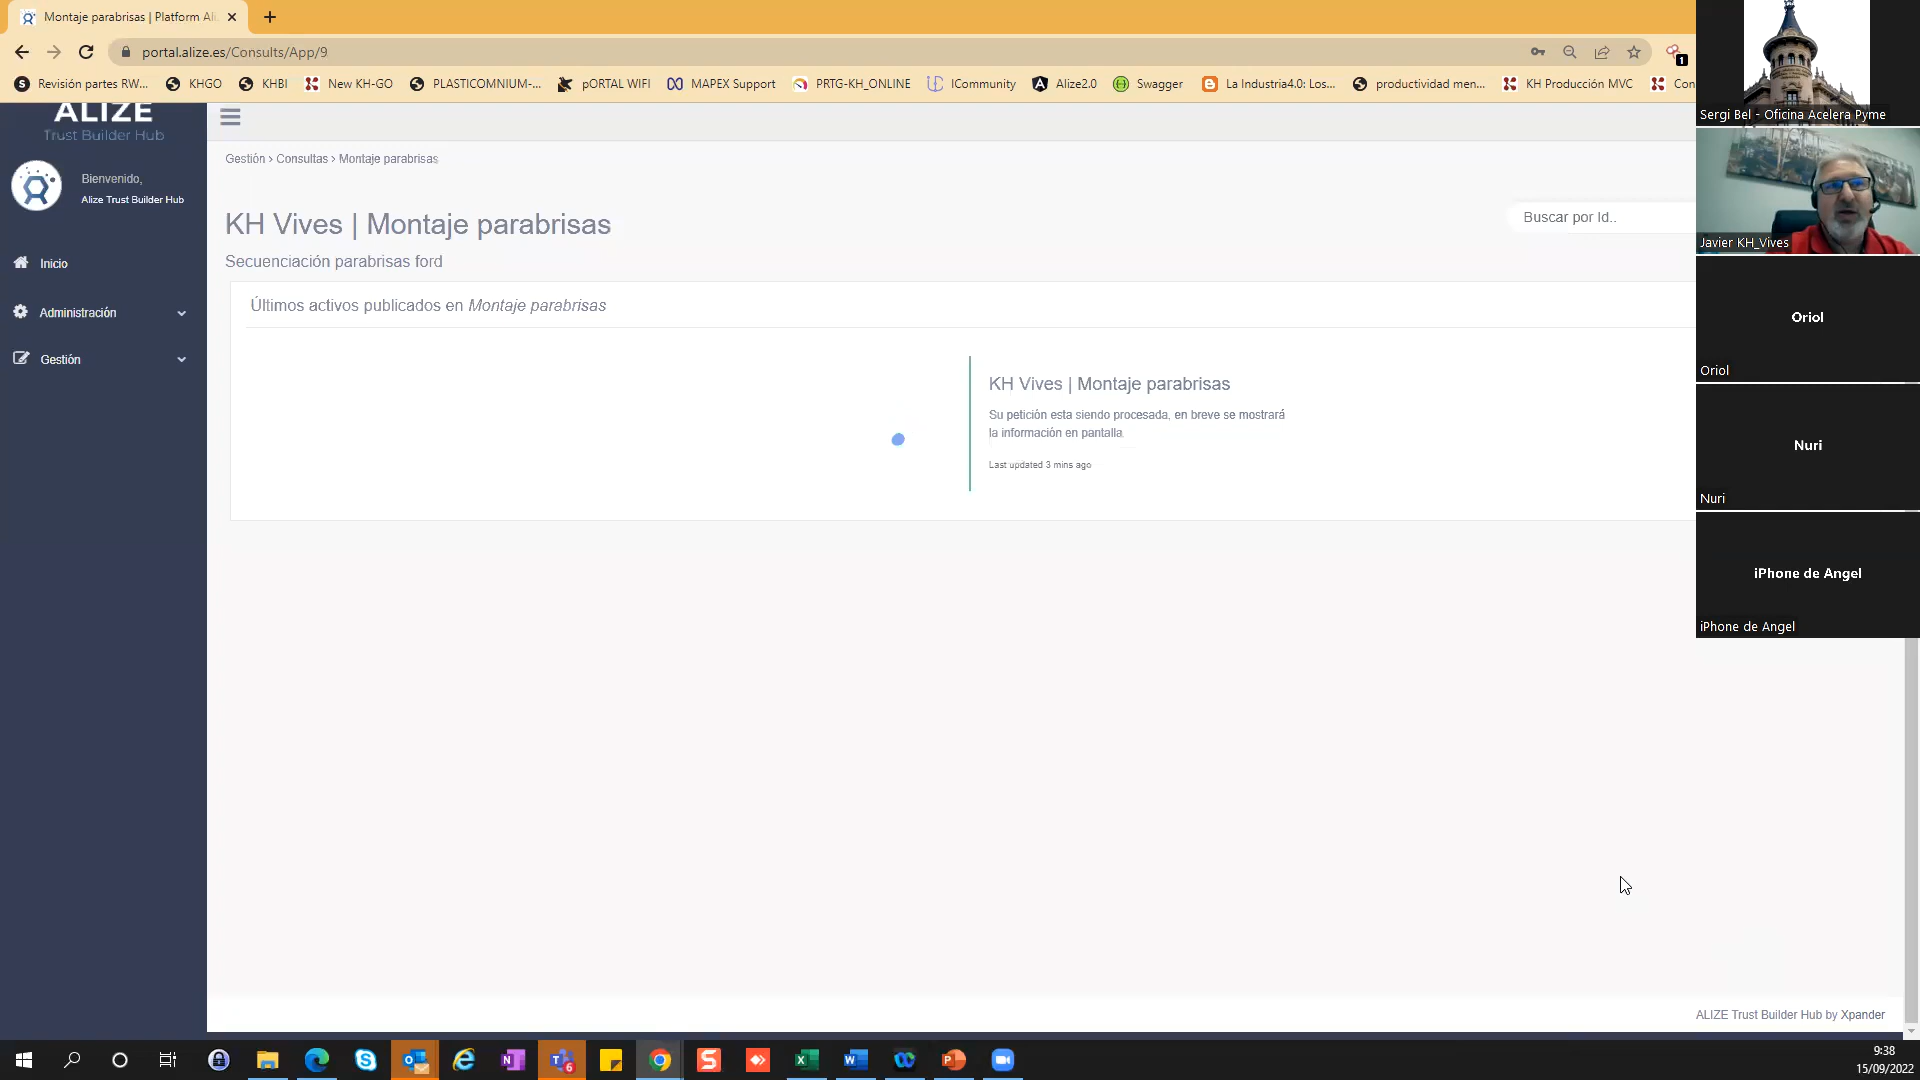 Montaje parabrisas | Platform Ali
portal.alize.es/Consults/App/9
1
Revisión partes RW...
KHGO
KHBI
New KH-GO
PLASTICOMNIUM-...
pORTAL WIFI
MAPEX Support
PRTG-KH_ONLINE
ICommunity
Alize2.0
Swagger
La Industria4.0: Los...
productividad men...
KH Producción MVC
Con
Sergi Bel - Oficina Acelera Pyme
ALIZE
Trust Builder Hub
Bienvenido,
Alize Trust Builder Hub
Inicio
Administración
Gestión
Gestión › Consultas › Montaje parabrisas
KH Vives | Montaje parabrisas
Buscar por Id..
Secuenciación parabrisas ford
Últimos activos publicados en Montaje parabrisas
KH Vives | Montaje parabrisas
Su petición esta siendo procesada, en breve se mostrará
la información en pantalla
Last updated 3 mins ago
Javier KH_Vives
Oriol
Oriol
Nuri
Nuri
iPhone de Angel
iPhone de Angel
ALIZE Trust Builder Hub by Xpander
6
9:38
15/09/2022